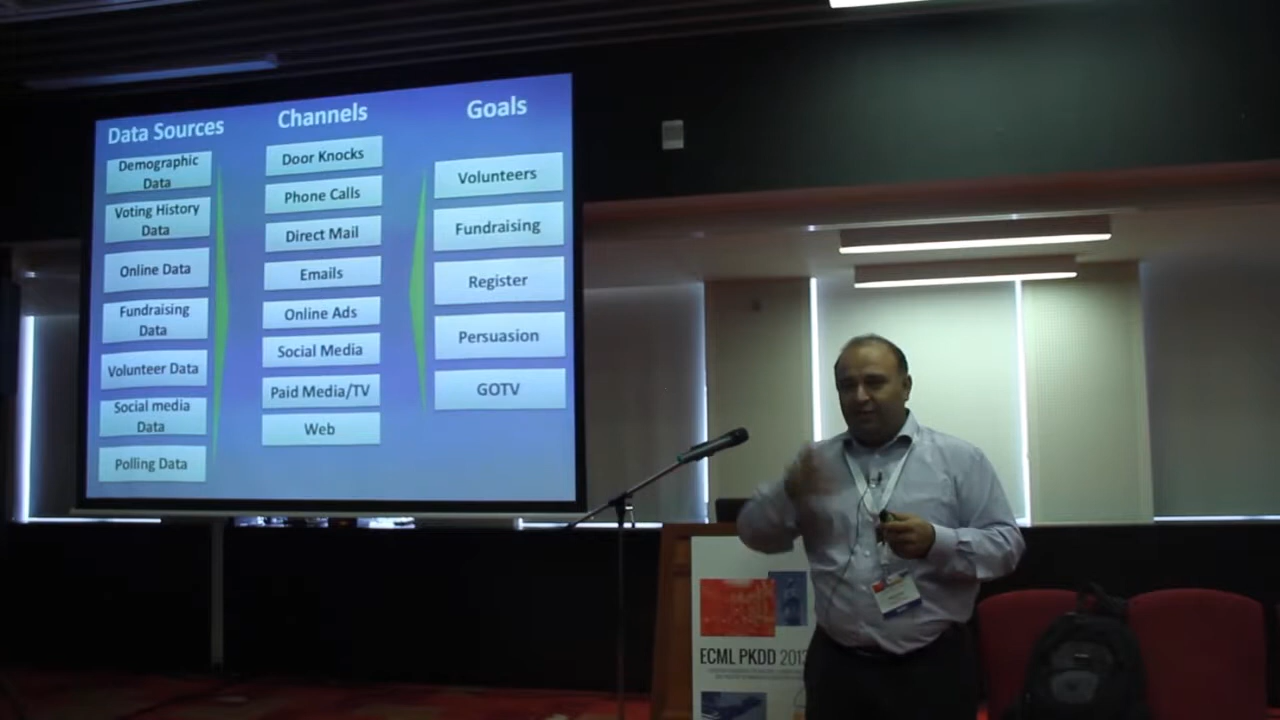 Data Sources
Demographic
Data
Voting History
Data
Online Data
Fundraising
Data
Volunteer Data
Social media
Data
Polling Data
Channels
Door Knocks
Phone Calls
Direct Mail
Emails
Online Ads
Social Media
Paid Media/TV
Web
Goals
Volunteers
Fundraising
Register
Persuasion
GOTV
ECML PKDD 2013